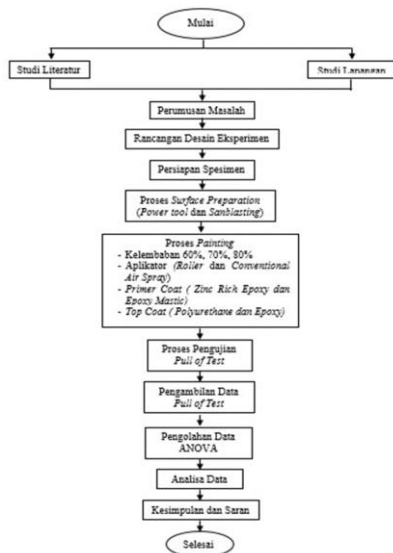 Mulai
Studi Literatur
Studi Lapangan
Perumusan Masalah
Rancangan Desain Eksperimen
Persiapan Spesimen
Proses Surface Preparation
(Power tool dan Sanblasting)
Proses Painting
- Kelembaban 60%, 70%, 80%
- Aplikator (Roller dan Conventional
Air Spray)
- Primer Coat ( Zinc Rich Epoxy dan
Epoxy Mastic)
- Top Coat ( Polyurethane dan Epoxy)
Proses Pengujian
Pull of Test
Pengambilan Data
Pull of Test
Pengolahan Data
ANOVA
Analisa Data
Kesimpulan dan Saran
Selesai